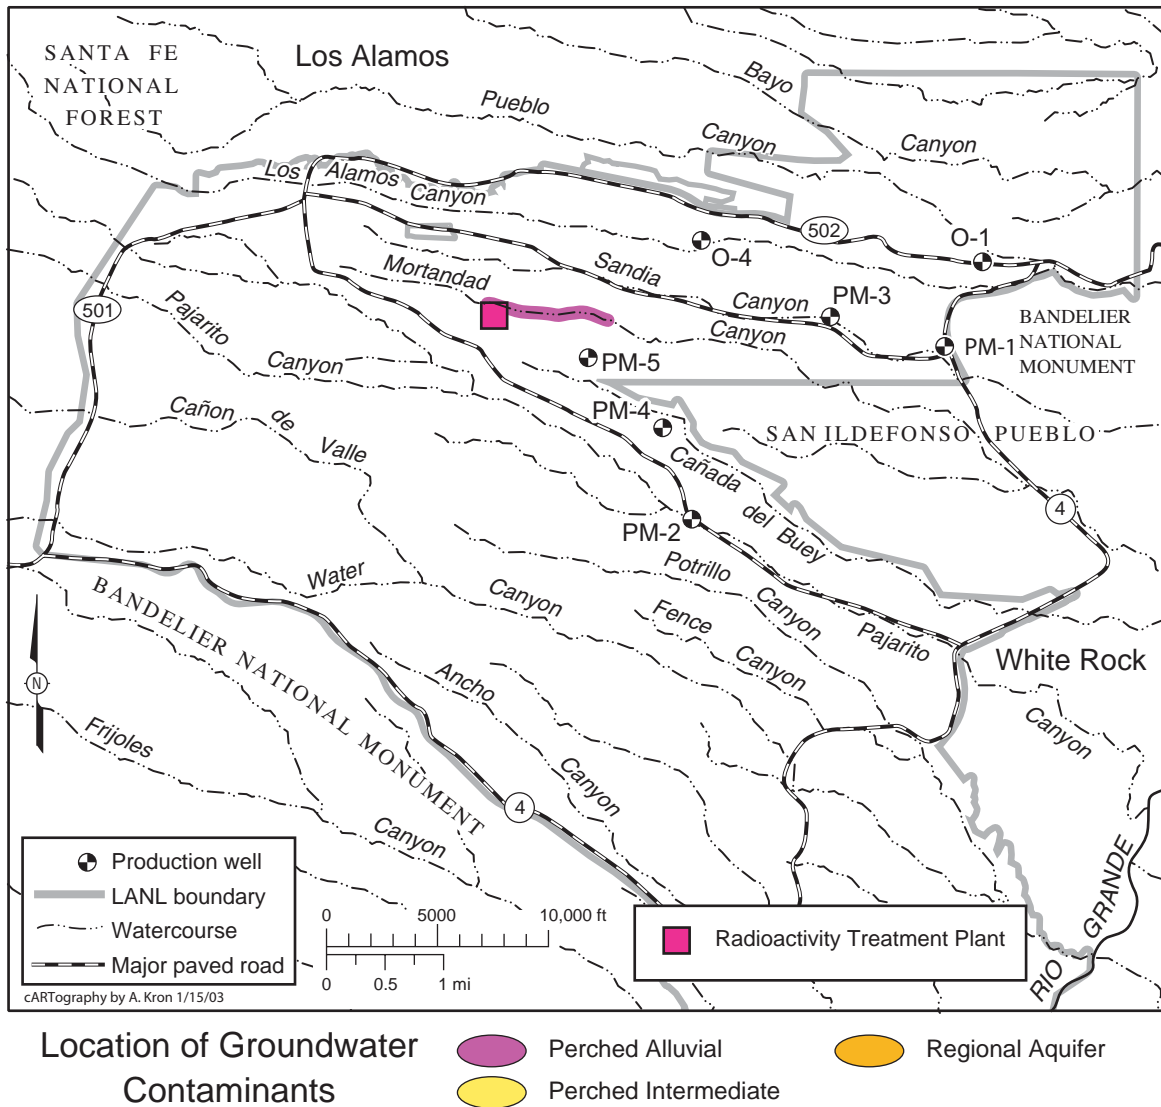 SANTA FE
NATIONAL
FOREST
Los Alamos
Bayo
Canyon
Pueblo
Canyon
Los Alamos
Canyon
502
O-1
O-4
Sandia
Canyon
PM-3
Mortandad
Canyon
501
Pajarito
Canyon
PM-1
BANDELIER
NATIONAL
MONUMENT
PM-5
Cañon
de
Valle
PM-4
SAN ILDEFONSO PUEBLO
Cañada
del Buey
4
PM-2
Water
Canyon
Potrillo
Canyon
Fence
Canyon
Pajarito
White Rock
Canyon
BANDELIER NATIONAL MONUMENT
Ancho
Canyon
N
Frijoles
Canyon
4
RIO GRANDE
Production well
LANL boundary
Watercourse
Major paved road
cARTography by A. Kron 1/15/03
0 5000 10,000 ft
0 0.5 1 mi
Radioactivity Treatment Plant
Location of Groundwater
Contaminants
Perched Alluvial
Perched Intermediate
Regional Aquifer